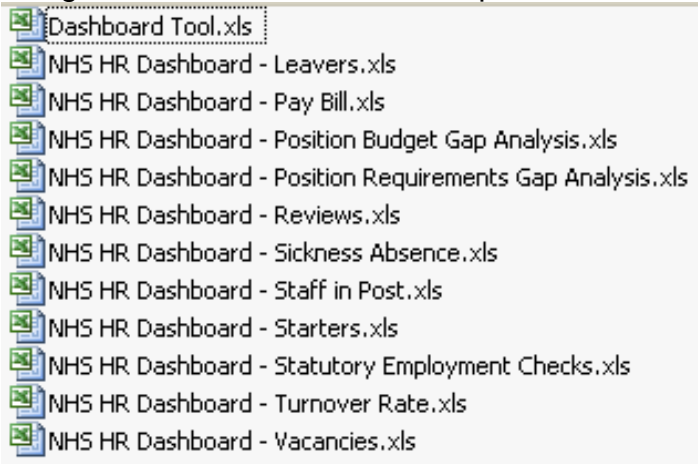 Dashboard Tool.xls
NHS HR Dashboard - Leavers.xls
NHS HR Dashboard - Pay Bill.xls
NHS HR Dashboard - Position Budget Gap Analysis.xls
NHS HR Dashboard - Position Requirements Gap Analysis.xls
NHS HR Dashboard - Reviews.xls
NHS HR Dashboard - Sickness Absence.xls
NHS HR Dashboard - Staff in Post.xls
NHS HR Dashboard - Starters.xls
NHS HR Dashboard - Statutory Employment Checks.xls
NHS HR Dashboard - Turnover Rate.xls
NHS HR Dashboard - Vacancies.xls